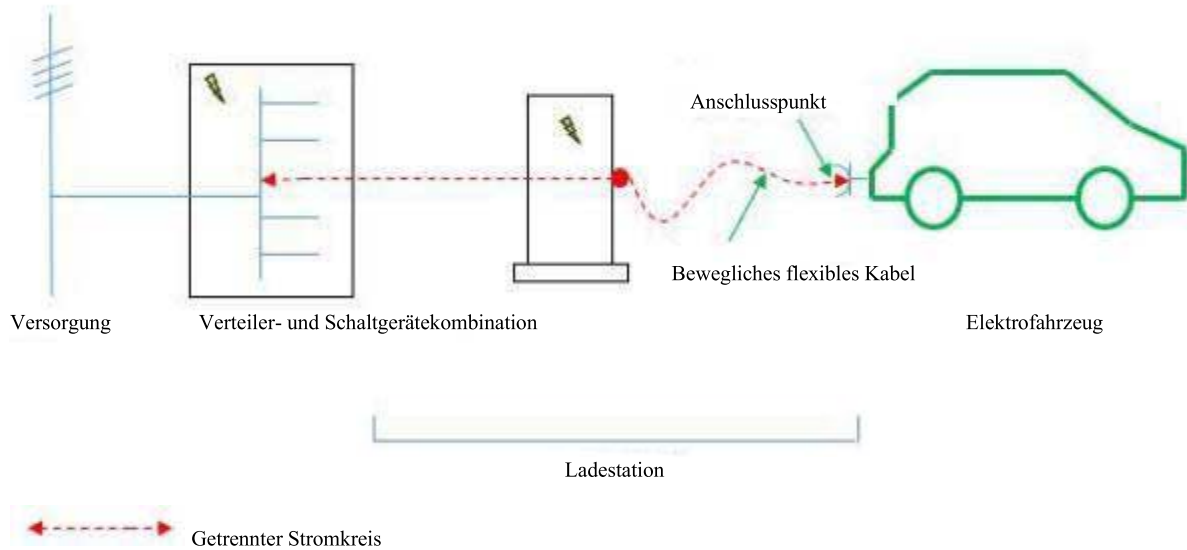 Anschlusspunkt
Bewegliches flexibles Kabel
Versorgung
Verteiler- und Schaltgerätekombination
Elektrofahrzeug
Ladestation
Getrennter Stromkreis